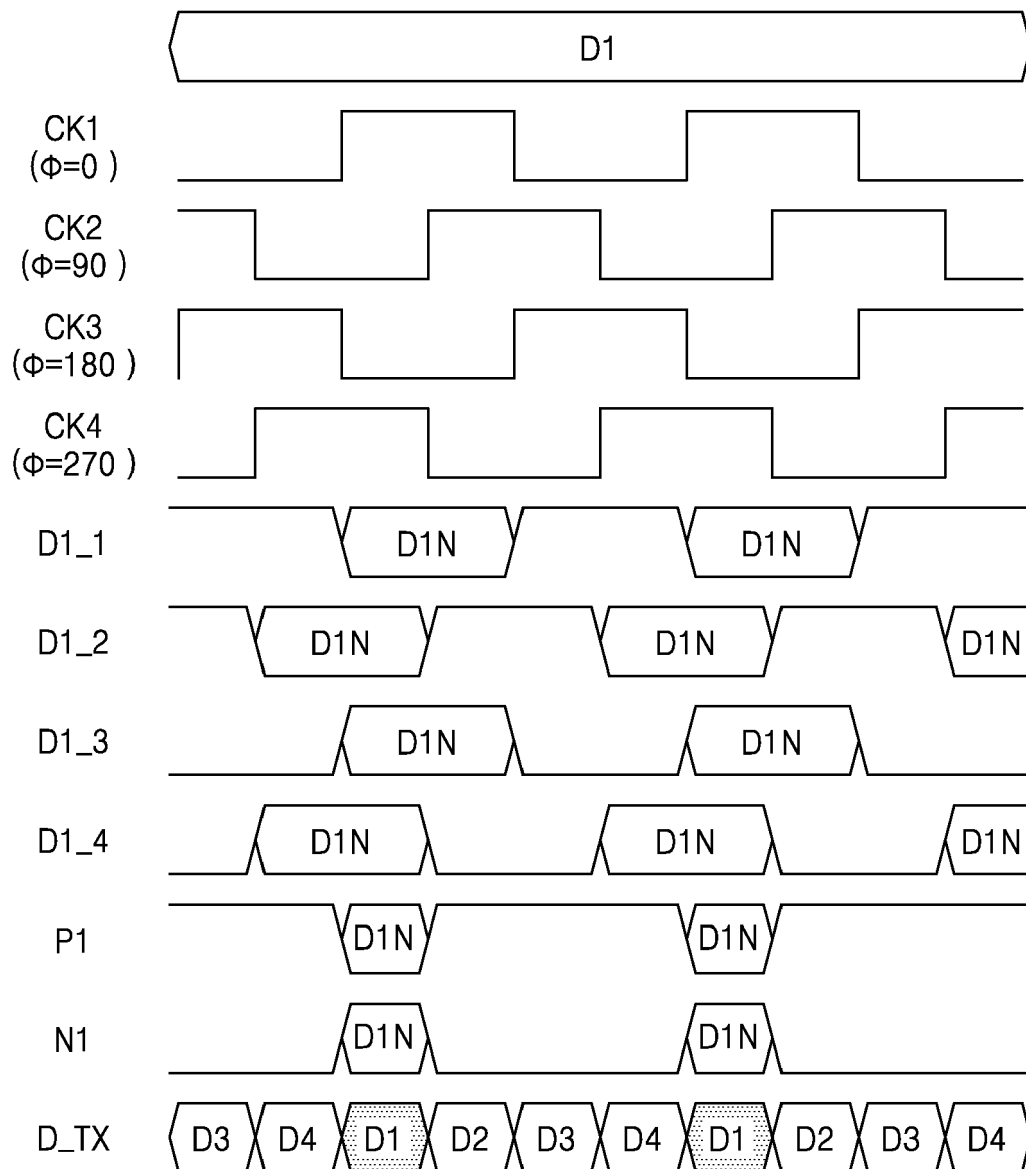 D1
CK1
(Φ=0 )
CK2
(Φ=90 )
CK3
(Φ=180 )
CK4
(Φ=270 )
D1_1 D1N D1N
D1_2 D1N D1N D1N
D1_3 D1N D1N
D1_4 D1N D1N D1N
P1 D1N D1N
N1 D1N D1N
D_TX D3 D4 D1 D2 D3 D4 D1 D2 D3 D4